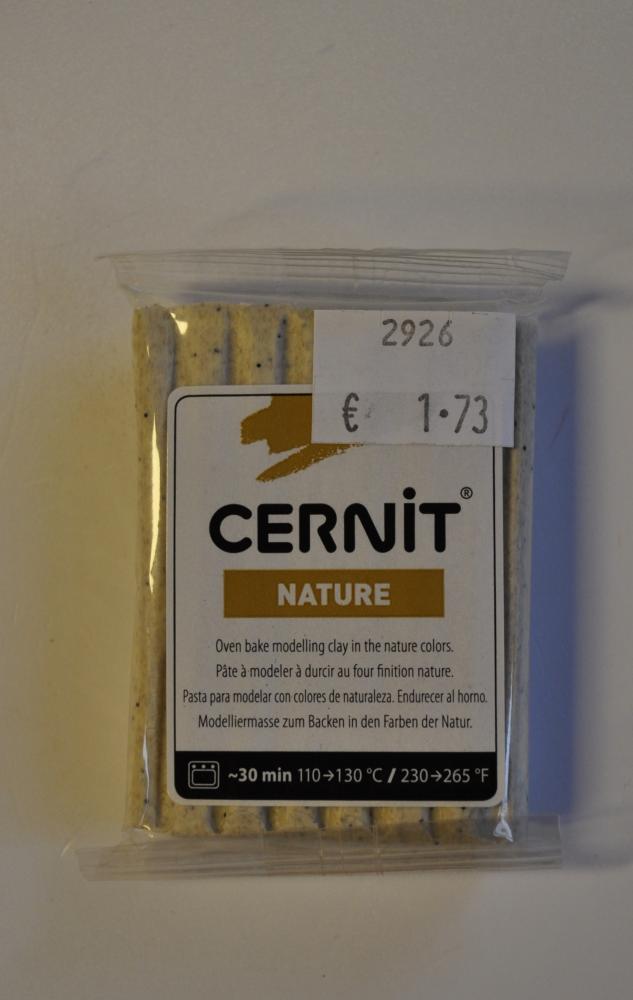 2926
€ 1.73
CERNiT®
NATURE
Oven bake modelling clay in the nature colors.
Pâte à modeler à durcir au four finition nature.
Pasta para modelar con colores de naturaleza. Endurecer al horno.
Modelliermasse zum Backen in den Farben der Natur.
~30 min 110→130 °C / 230→265 °F